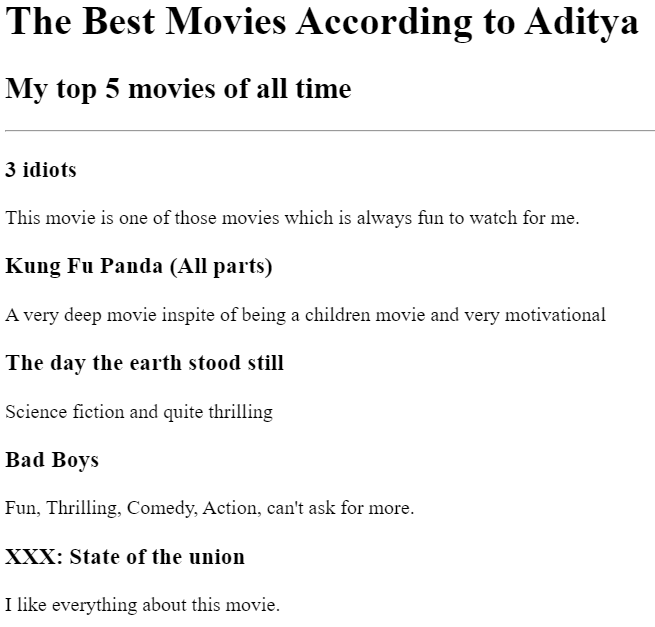 The Best Movies According to Aditya
My top 5 movies of all time
3 idiots
This movie is one of those movies which is always fun to watch for me.
Kung Fu Panda (All parts)
A very deep movie inspite of being a children movie and very motivational
The day the earth stood still
Science fiction and quite thrilling
Bad Boys
Fun, Thrilling, Comedy, Action, can't ask for more.
XXX: State of the union
I like everything about this movie.